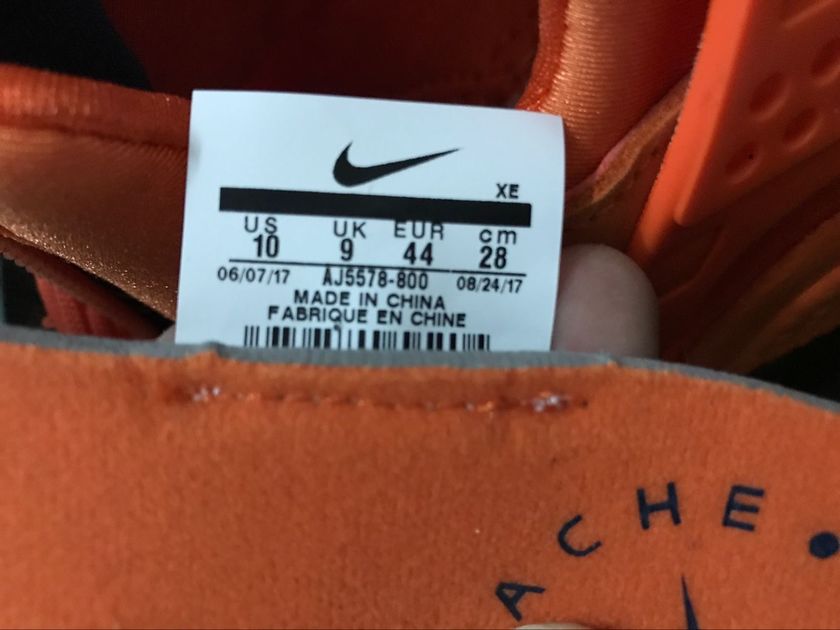 XE
US UK EUR cm
10 9 44 28
06/07/17 AJ5578-800 08/24/17
MADE IN CHINA
FABRIQUE EN CHINE
ACHE •